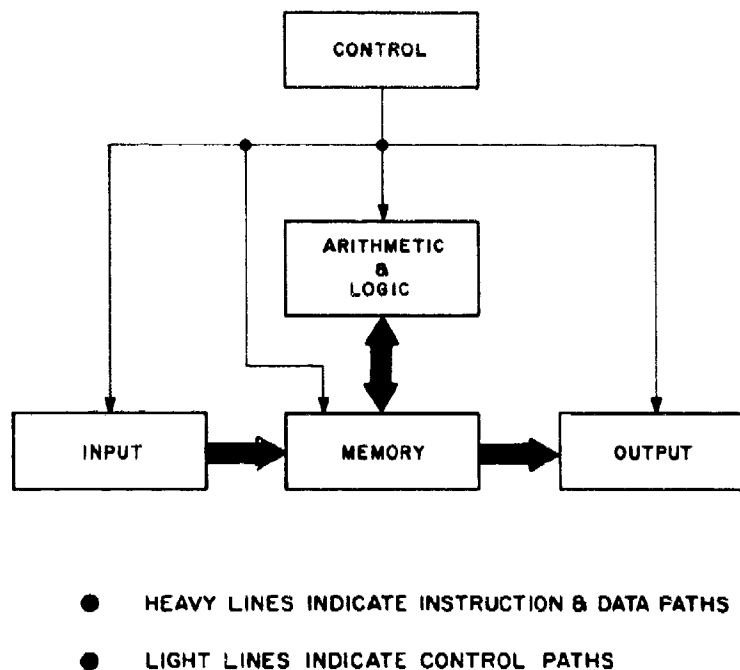 CONTROL
ARITHMETIC
&
LOGIC
INPUT
MEMORY
OUTPUT
● HEAVY LINES INDICATE INSTRUCTION & DATA PATHS
● LIGHT LINES INDICATE CONTROL PATHS